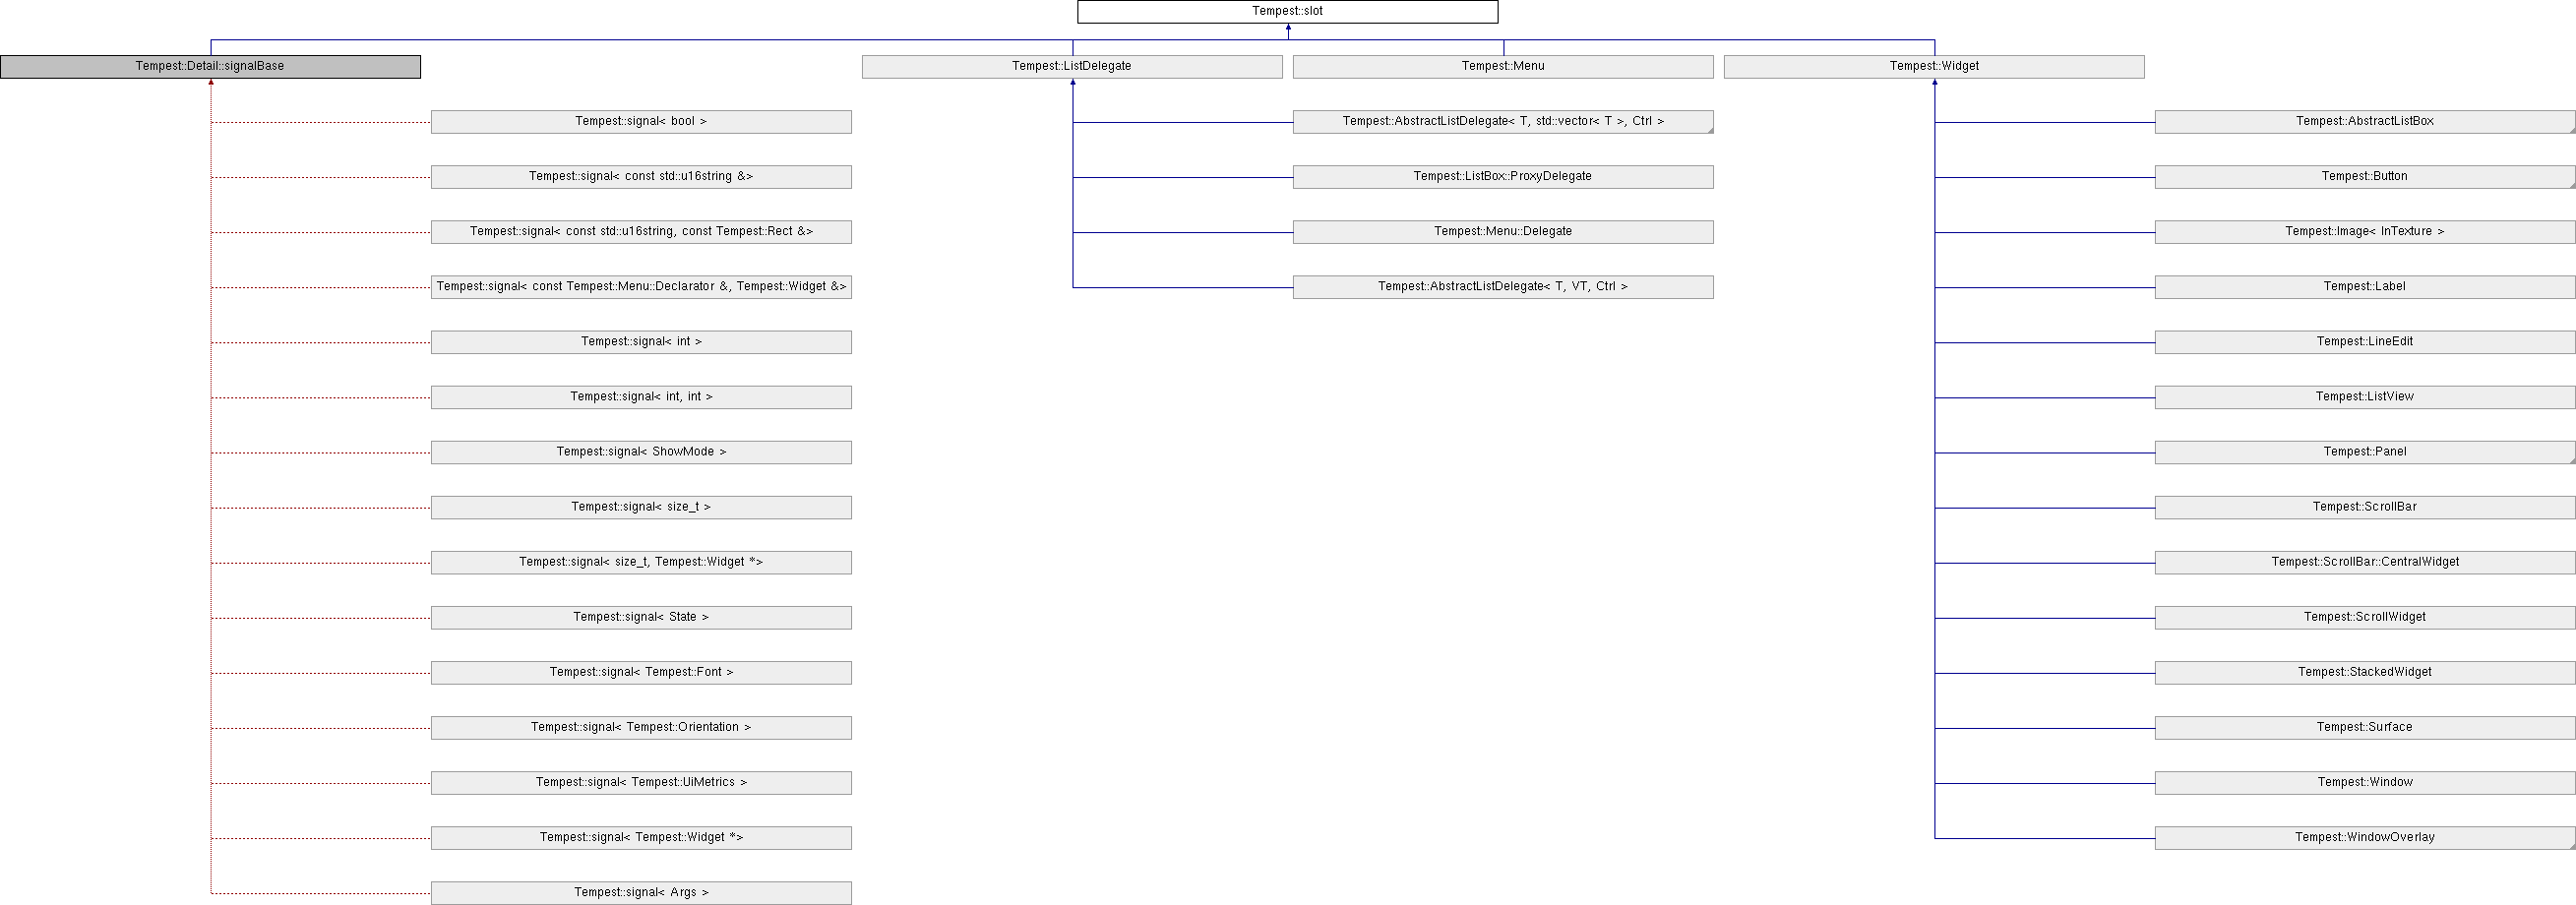 Tempest::slot
Tempest::Detail::signalBase
Tempest::ListDelegate
Tempest::Menu
Tempest::Widget
Tempest::signal< bool >
Tempest::AbstractListDelegate< T, std::vector< T >, Ctrl >
Tempest::AbstractListBox
Tempest::signal< const std::u16string &>
Tempest::ListBox::ProxyDelegate
Tempest::Button
Tempest::signal< const std::u16string, const Tempest::Rect &>
Tempest::Menu::Delegate
Tempest::Image< InTexture >
Tempest::signal< const Tempest::Menu::Declarator &, Tempest::Widget &>
Tempest::AbstractListDelegate< T, VT, Ctrl >
Tempest::Label
Tempest::signal< int >
Tempest::LineEdit
Tempest::signal< int, int >
Tempest::ListView
Tempest::signal< ShowMode >
Tempest::Panel
Tempest::signal< size_t >
Tempest::ScrollBar
Tempest::signal< size_t, Tempest::Widget *>
Tempest::ScrollBar::CentralWidget
Tempest::signal< State >
Tempest::ScrollWidget
Tempest::signal< Tempest::Font >
Tempest::StackedWidget
Tempest::signal< Tempest::Orientation >
Tempest::Surface
Tempest::signal< Tempest::UiMetrics >
Tempest::Window
Tempest::signal< Tempest::Widget *>
Tempest::WindowOverlay
Tempest::signal< Args >